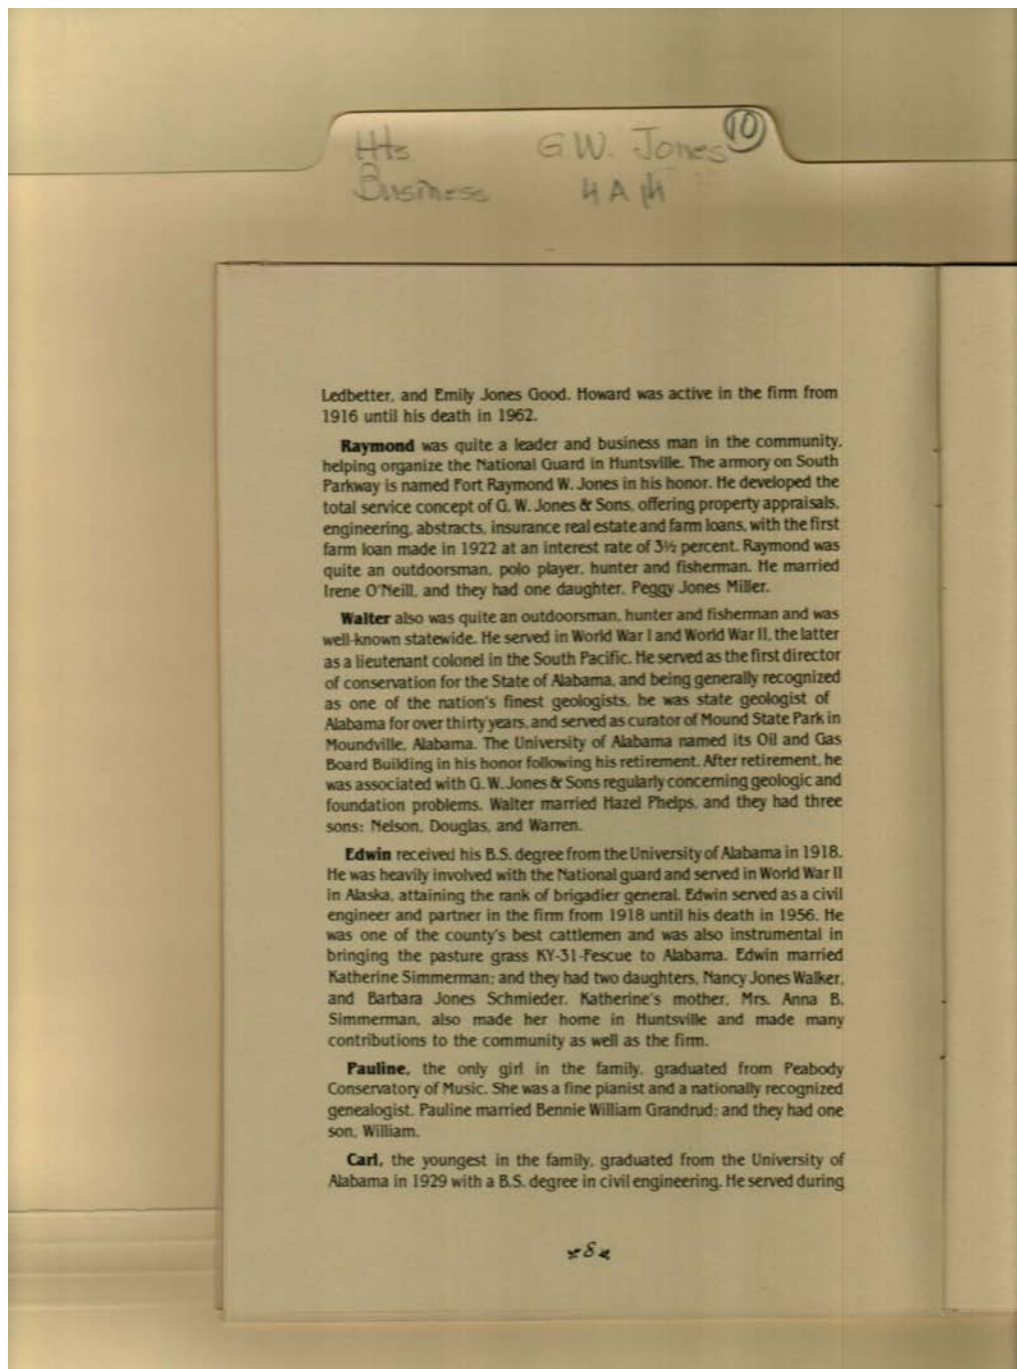 His G W. Jones 10
Business 4 A
Ledbetter, and Emily Jones Good. Howard was active in the firm from
1916 until his death in 1962.
Raymond was quite a leader and business man in the community,
helping organize the National Guard in Huntsville. The armory on South
Parkway is named Fort Raymond W. Jones in his honor. He developed the
total service concept of G. W. Jones & Sons, offering property appraisals,
engineering, abstracts, insurance real estate and farm loans, with the first
farm loan made in 1922 at an interest rate of 3½ percent. Raymond was
quite an outdoorsman, polo player, hunter and fisherman. He married
Irene O'Neill, and they had one daughter, Peggy Jones Miller.
Walter also was quite an outdoorsman, hunter and fisherman and was
well-known statewide. He served in World War I and World War II, the latter
as a lieutenant colonel in the South Pacific. He served as the first director
of conservation for the State of Alabama, and being generally recognized
as one of the nation's finest geologists, he was state geologist of
Alabama for over thirty years, and served as curator of Mound State Park in
Moundville, Alabama. The University of Alabama named its Oil and Gas
Board Building in his honor following his retirement. After retirement, he
was associated with G. W. Jones & Sons regularly concerning geologic and
foundation problems. Walter married Hazel Phelps, and they had three
sons: Nelson, Douglas, and Warren.
Edwin received his B.S. degree from the University of Alabama in 1918.
He was heavily involved with the National guard and served in World War II
in Alaska, attaining the rank of brigadier general. Edwin served as a civil
engineer and partner in the firm from 1918 until his death in 1956. He
was one of the county's best cattlemen and was also instrumental in
bringing the pasture grass KY-31-Fescue to Alabama. Edwin married
Katherine Simmerman; and they had two daughters, Nancy Jones Walker,
and Barbara Jones Schmieder. Katherine's mother, Mrs. Anna B.
Simmerman, also made her home in Huntsville and made many
contributions to the community as well as the firm.
Pauline, the only girl in the family, graduated from Peabody
Conservatory of Music. She was a fine pianist and a nationally recognized
genealogist. Pauline married Bennie William Grandrud; and they had one
son, William.
Carl, the youngest in the family, graduated from the University of
Alabama in 1929 with a B.S. degree in civil engineering. He served during
8